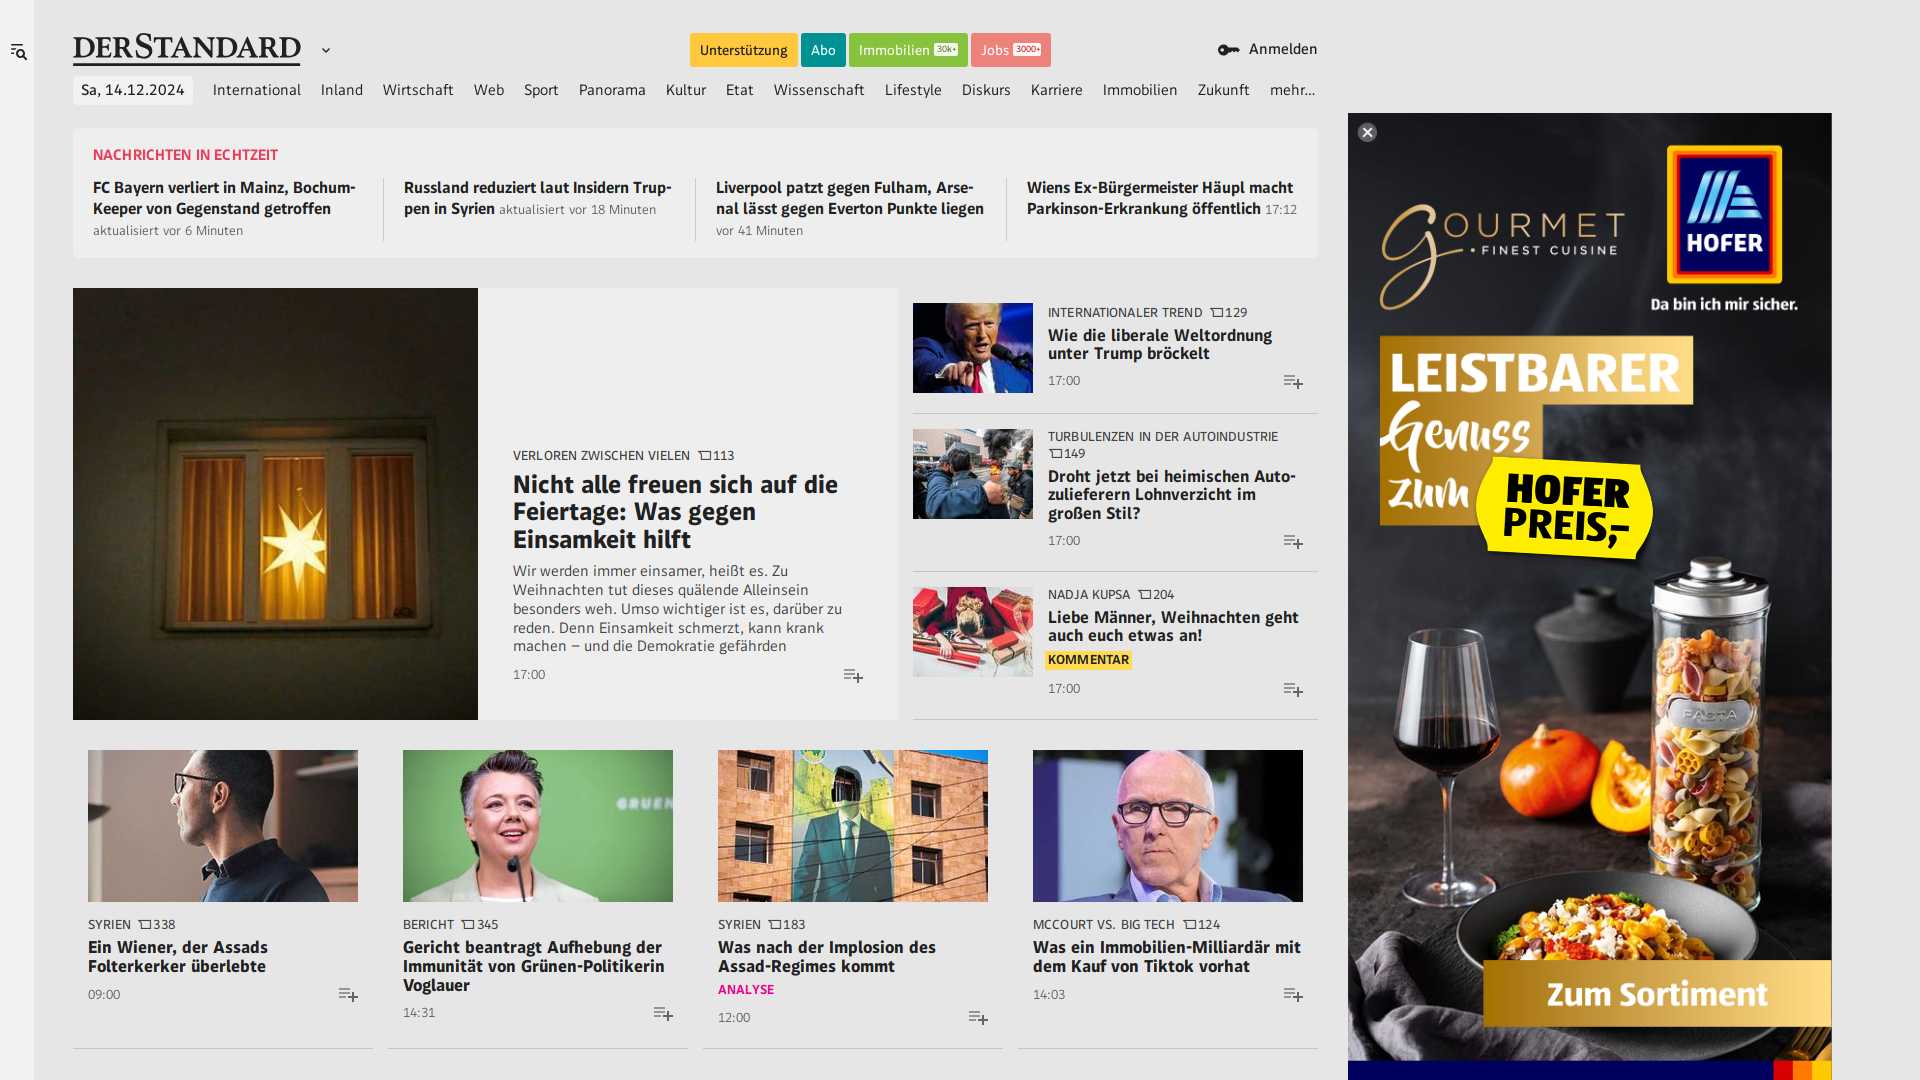 DERSTANDARD
Unterstützung
Abo
Immobilien 30k+
Jobs 3000+
Anmelden
Sa, 14.12.2024
International
Inland
Wirtschaft
Web
Sport
Panorama
Kultur
Etat
Wissenschaft
Lifestyle
Diskurs
Karriere
Immobilien
Zukunft
mehr…
NACHRICHTEN IN ECHTZEIT
FC Bayern verliert in Mainz, Bochum-
Keeper von Gegenstand getroffen
aktualisiert vor 6 Minuten
Russland reduziert laut Insidern Trup-
pen in Syrien aktualisiert vor 18 Minuten
Liverpool patzt gegen Fulham, Arse-
nal lässt gegen Everton Punkte liegen
vor 41 Minuten
Wiens Ex-Bürgermeister Häupl macht
Parkinson-Erkrankung öffentlich 17:12
VERLOREN ZWISCHEN VIELEN 113
Nicht alle freuen sich auf die
Feiertage: Was gegen
Einsamkeit hilft
Wir werden immer einsamer, heißt es. Zu
Weihnachten tut dieses quälende Alleinsein
besonders weh. Umso wichtiger ist es, darüber zu
reden. Denn Einsamkeit schmerzt, kann krank
machen – und die Demokratie gefährden
17:00
INTERNATIONALER TREND 129
Wie die liberale Weltordnung
unter Trump bröckelt
17:00
TURBULENZEN IN DER AUTOINDUSTRIE
149
Droht jetzt bei heimischen Auto-
zulieferern Lohnverzicht im
großen Stil?
17:00
NADJA KUPSA 204
Liebe Männer, Weihnachten geht
auch euch etwas an!
KOMMENTAR
17:00
SYRIEN 338
Ein Wiener, der Assads
Folterkerker überlebte
09:00
GRUEN
BERICHT 345
Gericht beantragt Aufhebung der
Immunität von Grünen-Politikerin
Voglauer
14:31
SYRIEN 183
Was nach der Implosion des
Assad-Regimes kommt
ANALYSE
12:00
MCCOURT VS. BIG TECH 124
Was ein Immobilien-Milliardär mit
dem Kauf von Tiktok vorhat
14:03
GOURMET
FINEST CUISINE
HOFER
Da bin ich mir sicher.
LEISTBARER
Genuss
zum
HOFER
PREIS,–
PASTA
Zum Sortiment